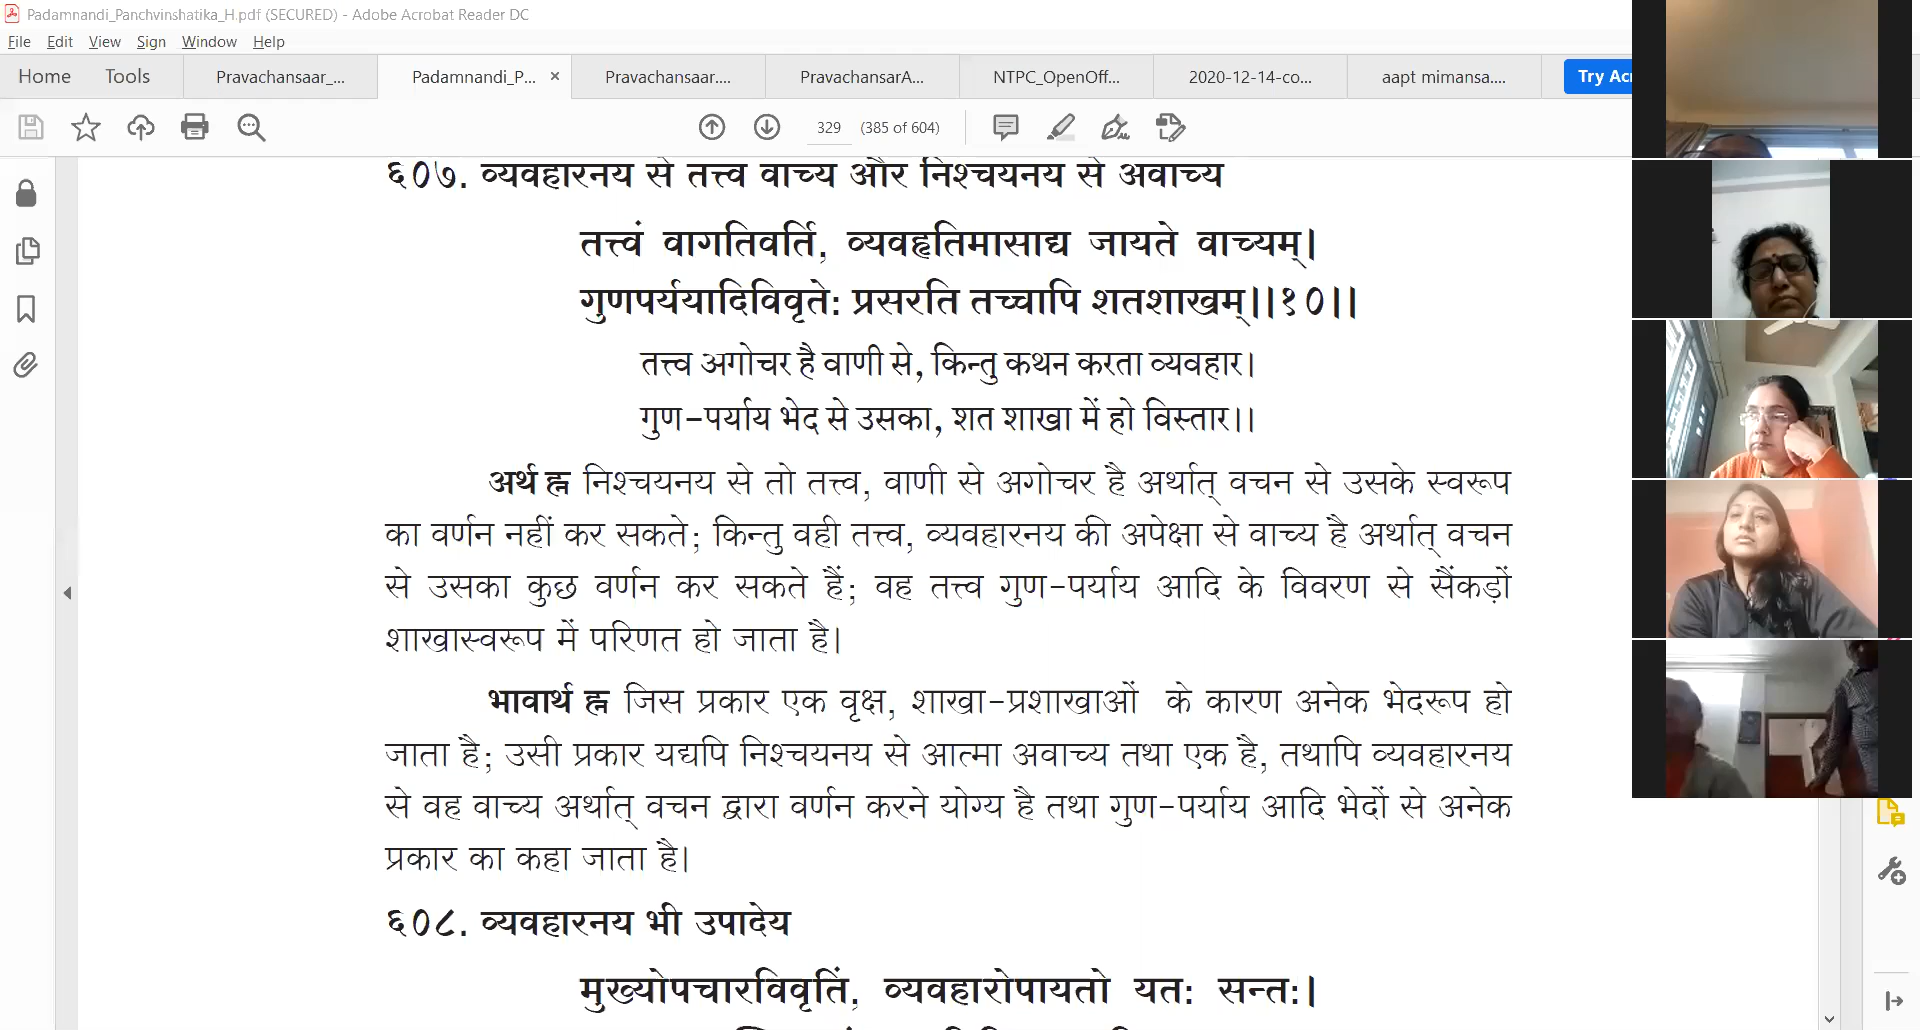 Padamnandi_Panchvinshatika_H.pdf (SECURED) - Adobe Acrobat Reader DC
File Edit View Sign Window Help
Home Tools Pravachansaar_... Padamnandi_P... × Pravachansaar.... PravachansarA... NTPC_OpenOff... 2020-12-14-co... aapt mimansa.... Try Acr
329 (385 of 604)
६०७. व्यवहारनय से तत्त्व वाच्य और निश्चयनय से अवाच्य
तत्त्वं वागतिवर्ति, व्यवहृतिमासाद्य जायते वाच्यम्।
गुणपर्ययादिविवृतेः प्रसरति तच्चापि शतशाखम्।।१०।।
तत्त्व अगोचर है वाणी से, किन्तु कथन करता व्यवहार।
गुण-पर्याय भेद से उसका, शत शाखा में हो विस्तार।।
अर्थ ह्न निश्चयनय से तो तत्त्व, वाणी से अगोचर है अर्थात् वचन से उसके स्वरूप
का वर्णन नहीं कर सकते; किन्तु वही तत्त्व, व्यवहारनय की अपेक्षा से वाच्य है अर्थात् वचन
से उसका कुछ वर्णन कर सकते हैं; वह तत्त्व गुण-पर्याय आदि के विवरण से सैंकड़ों
शाखास्वरूप में परिणत हो जाता है।
भावार्थ ह्न जिस प्रकार एक वृक्ष, शाखा-प्रशाखाओं के कारण अनेक भेदरूप हो
जाता है; उसी प्रकार यद्यपि निश्चयनय से आत्मा अवाच्य तथा एक है, तथापि व्यवहारनय
से वह वाच्य अर्थात् वचन द्वारा वर्णन करने योग्य है तथा गुण-पर्याय आदि भेदों से अनेक
प्रकार का कहा जाता है।
६०८. व्यवहारनय भी उपादेय
मुख्योपचारविवृतिं, व्यवहारोपायतो यतः सन्तः।